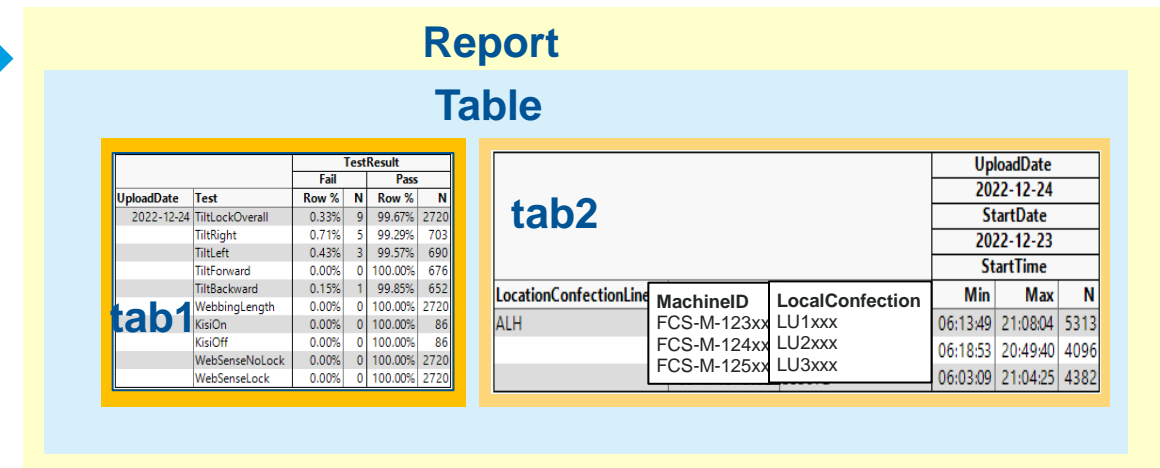 Report
Table
TestResult
Fail Pass
UploadDate Test Row % N Row % N
2022-12-24 TiltLockOverall 0.33% 9 99.67% 2720
TiltRight 0.71% 5 99.29% 703
TiltLeft 0.43% 3 99.57% 690
TiltForward 0.00% 0 100.00% 676
TiltBackward 0.15% 1 99.85% 652
WebbingLength 0.00% 0 100.00% 2720
KisiOn 0.00% 0 100.00% 86
KisiOff 0.00% 0 100.00% 86
WebSenseNoLock 0.00% 0 100.00% 2720
WebSenseLock 0.00% 0 100.00% 2720
tab1
tab2
UploadDate
2022-12-24
StartDate
2022-12-23
StartTime
LocationConfectionLine MachineID LocalConfection Min Max N
ALH FCS-M-123xx LU1xxx 06:13:49 21:08:04 5313
FCS-M-124xx LU2xxx 06:18:53 20:49:40 4096
FCS-M-125xx LU3xxx 06:03:09 21:04:25 4382